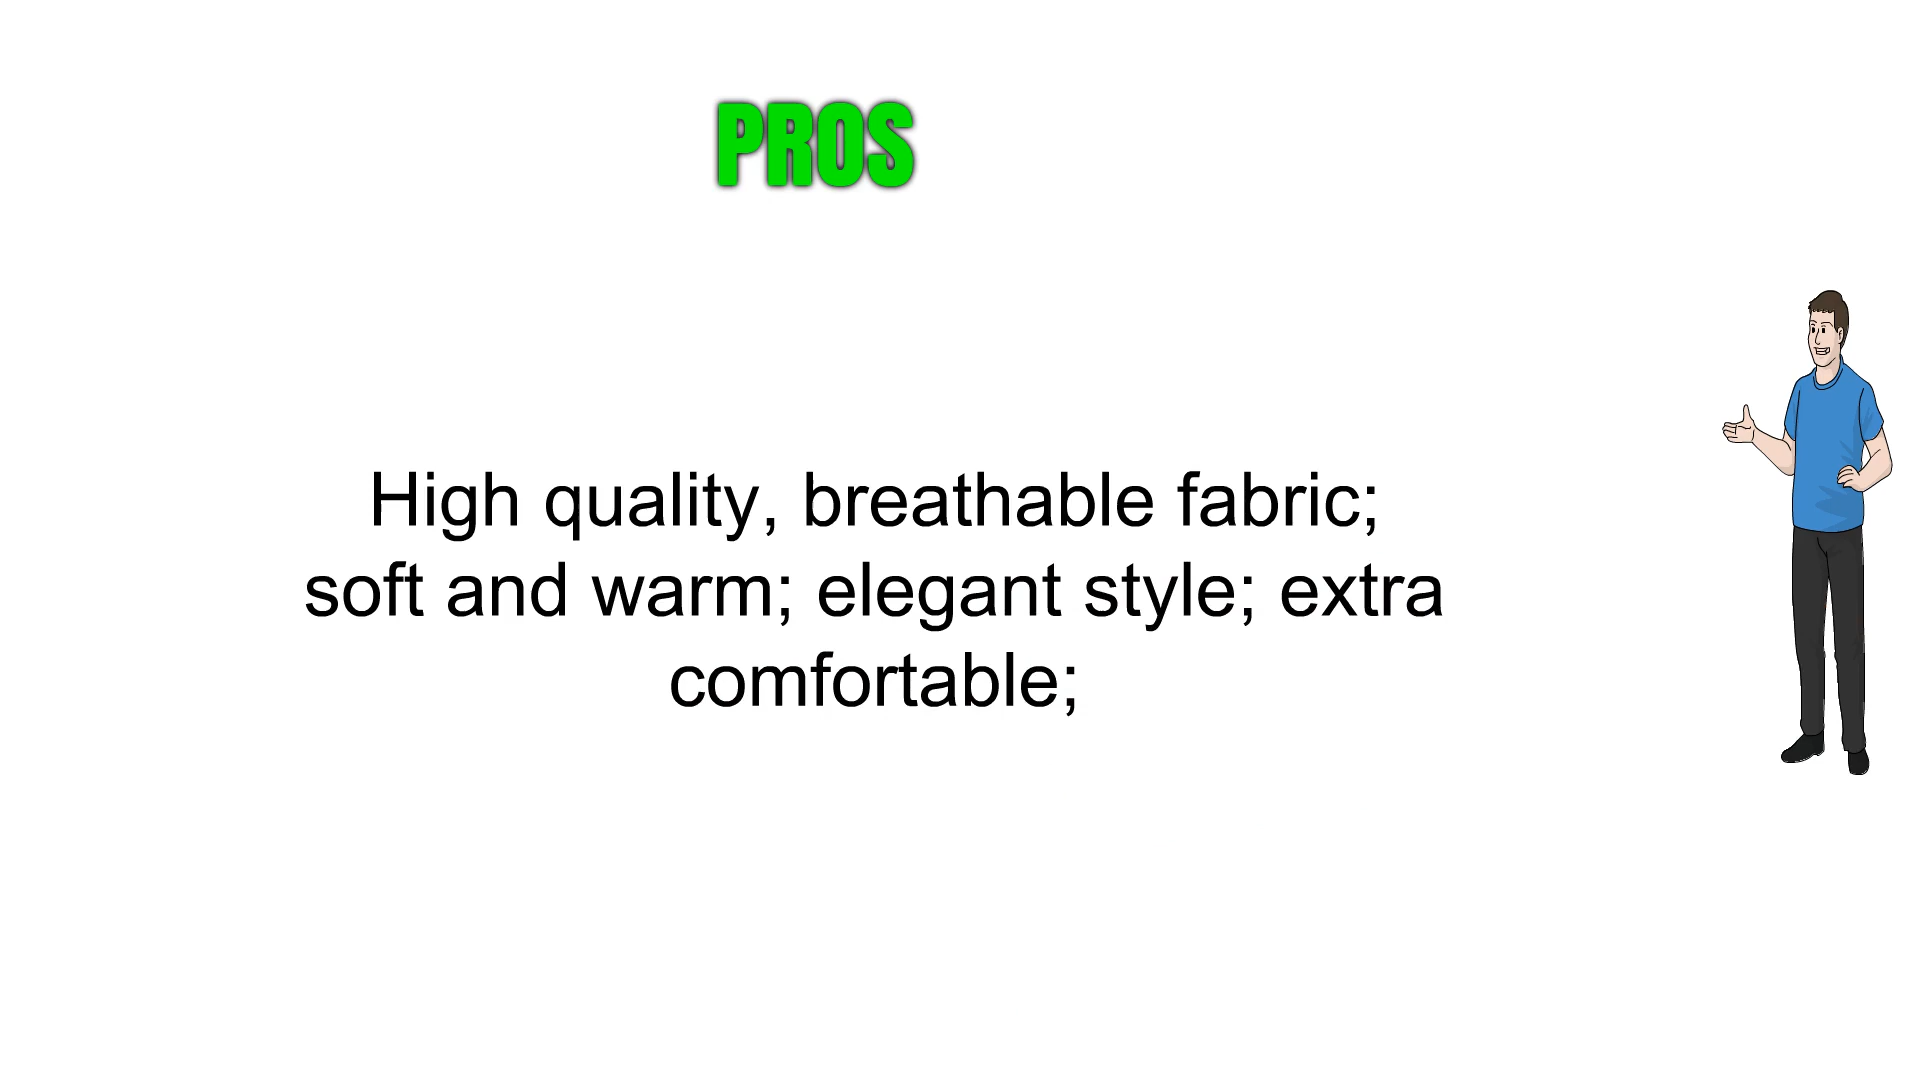 PROS
High quality, breathable fabric;
soft and warm; elegant style; extra
comfortable;